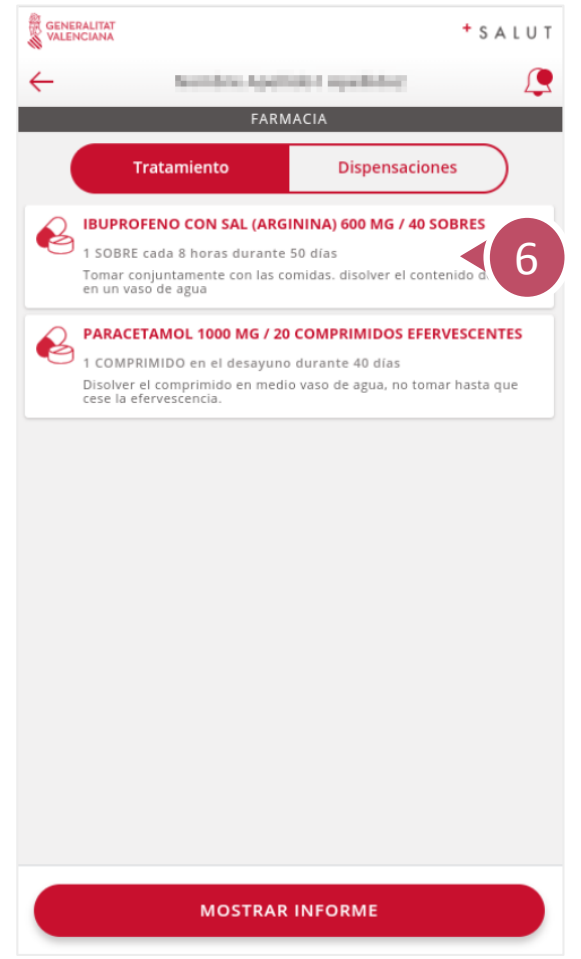 GENERALITAT
VALENCIANA
+ SALUT
FARMACIA
Tratamiento
Dispensaciones
IBUPROFENO CON SAL (ARGININA) 600 MG / 40 SOBRES
1 SOBRE cada 8 horas durante 50 días
Tomar conjuntamente con las comidas. disolver el contenido
en un vaso de agua
6
PARACETAMOL 1000 MG / 20 COMPRIMIDOS EFERVESCENTES
1 COMPRIMIDO en el desayuno durante 40 días
Disolver el comprimido en medio vaso de agua, no tomar hasta que
cese la efervescencia.
MOSTRAR INFORME